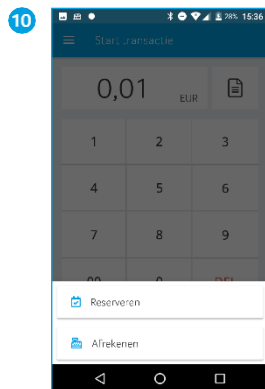 10
28% 15:36
Start transactie
0,01 EUR
1 2 3
4 5 6
7 8 9
00 0 DEL
Reserveren
Afrekenen